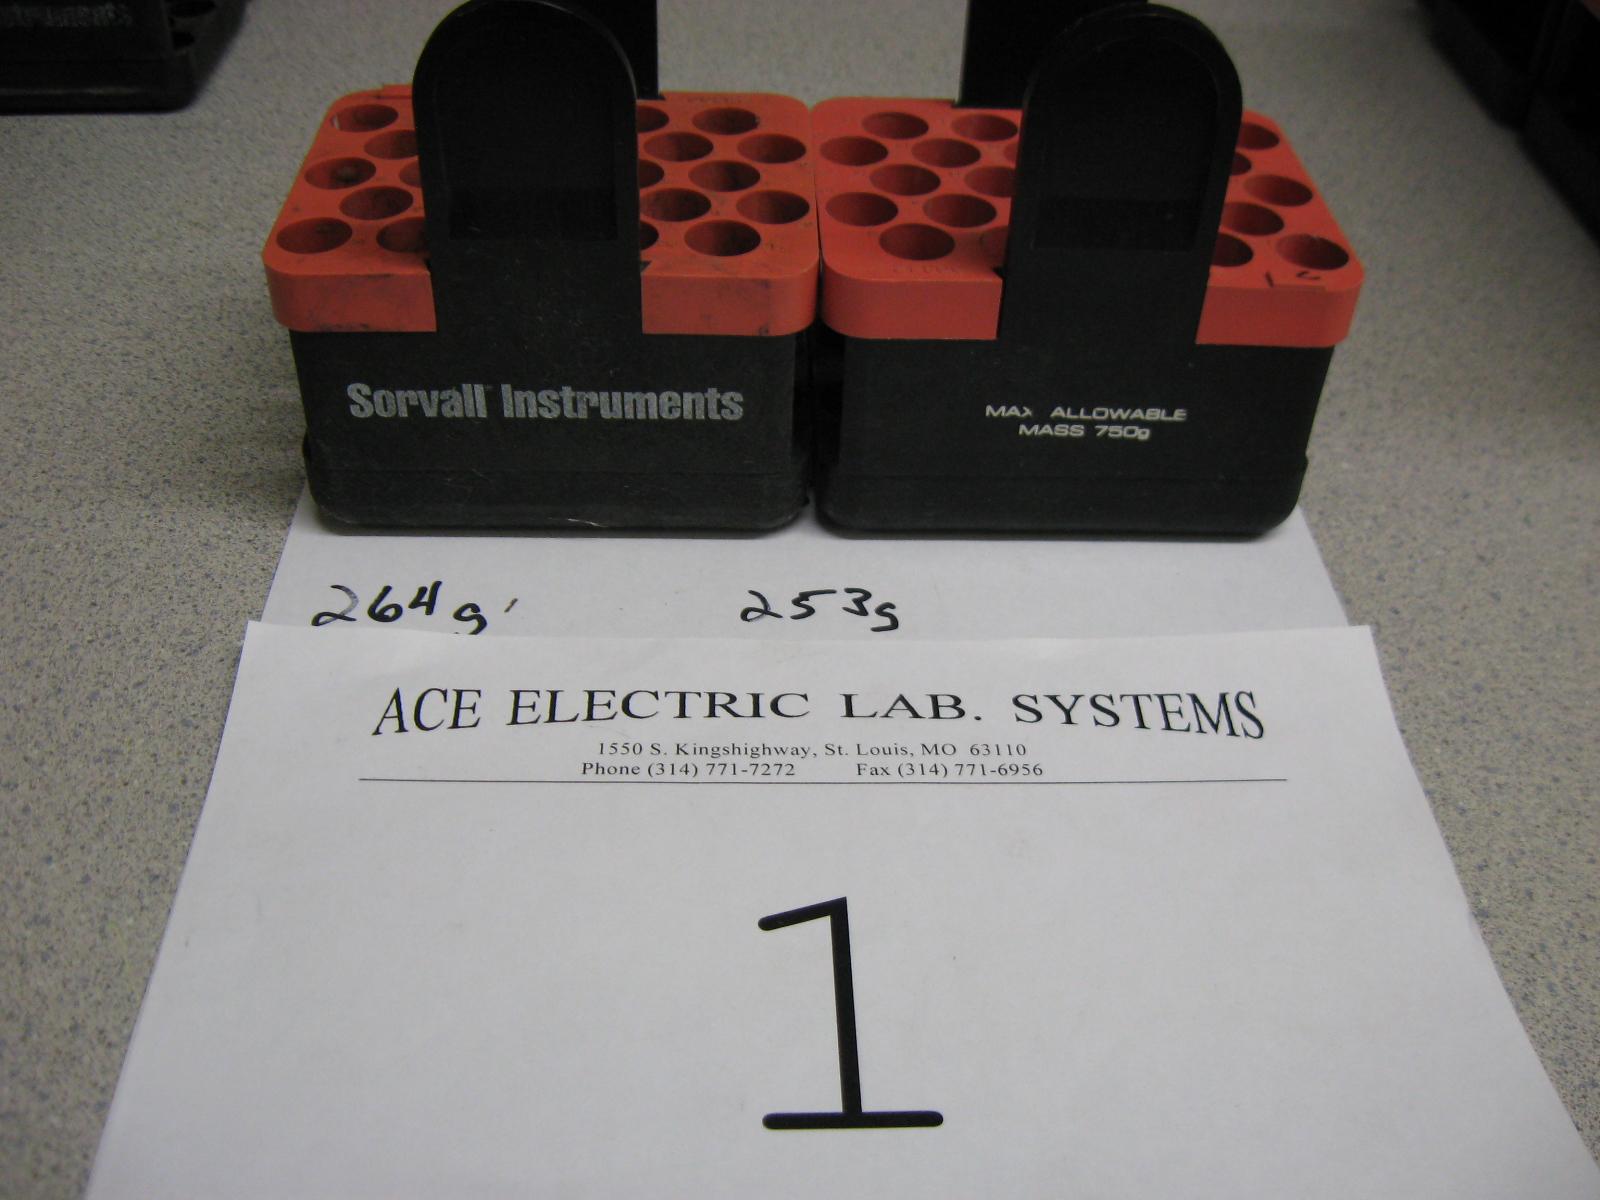 Sorvall Instruments
MAX ALLOWABLE
MASS 750g
264g
253g
ACE ELECTRIC LAB. SYSTEMS
1550 S. Kingshighway, St. Louis, MO 63110
Phone (314) 771-7272 Fax (314) 771-6956
1